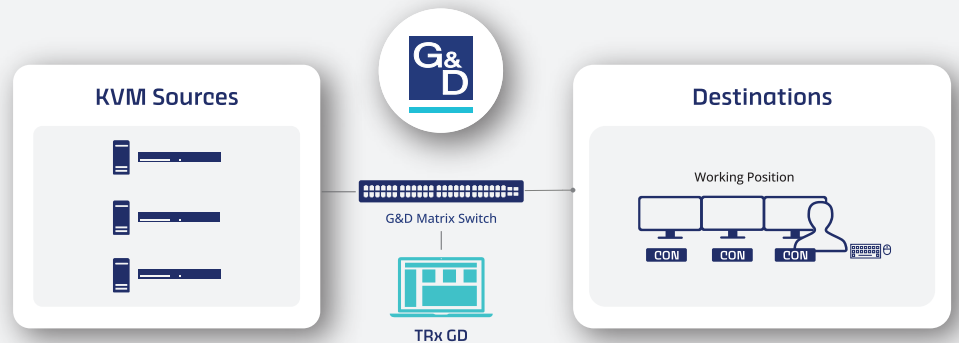 G&
D
KVM Sources
Destinations
Working Position
G&D Matrix Switch
CON
CON
CON
TRx GD